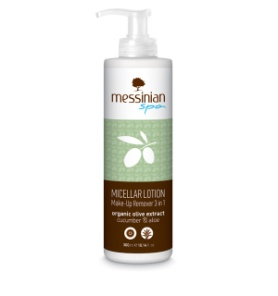 messinian
spa
MICELLAR LOTION
Make-Up Remover 3 in 1
organic olive extract
cucumber & aloe